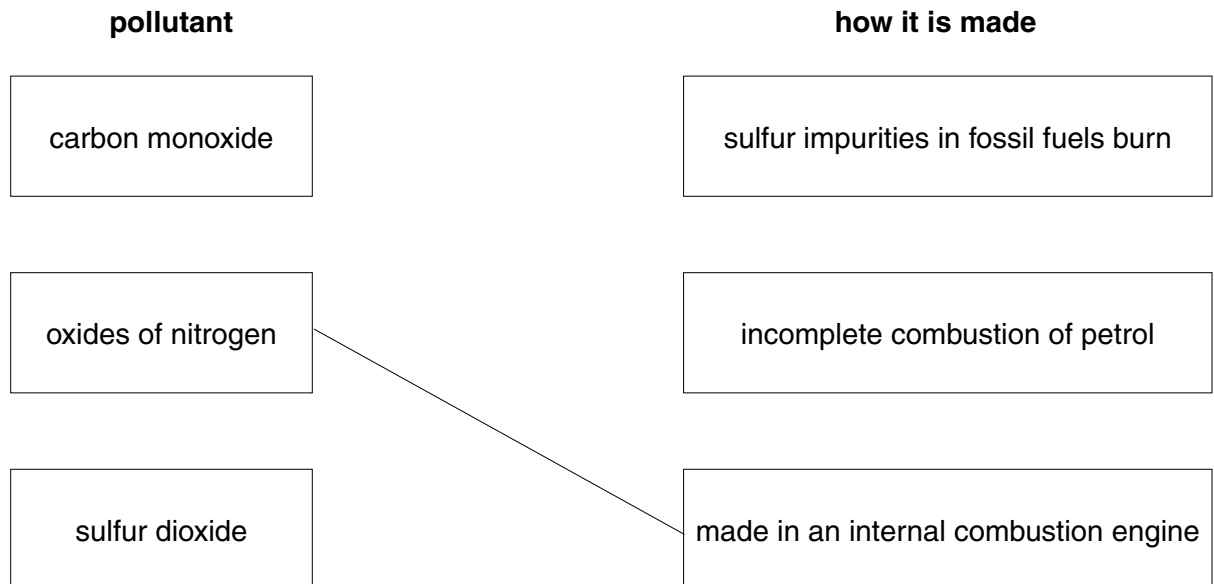 pollutant how it is made
carbon monoxide sulfur impurities in fossil fuels burn
oxides of nitrogen incomplete combustion of petrol
sulfur dioxide made in an internal combustion engine